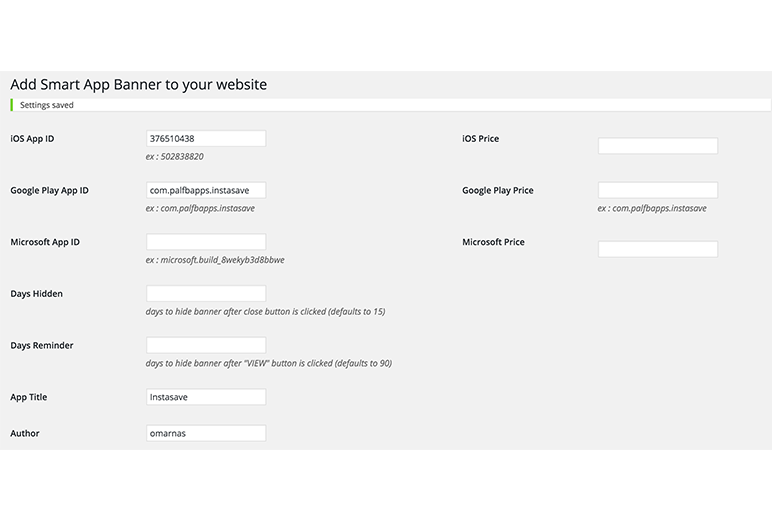 Add Smart App Banner to your website
Settings saved
iOS App ID 376510438 iOS Price
ex : 502838820
Google Play App ID com.palfbapps.instasave Google Play Price
ex : com.palfbapps.instasave ex : com.palfbapps.instasave
Microsoft App ID Microsoft Price
ex : microsoft.build_8wekyb3d8bbwe
Days Hidden
days to hide banner after close button is clicked (defaults to 15)
Days Reminder
days to hide banner after "VIEW" button is clicked (defaults to 90)
App Title Instasave
Author omarnas